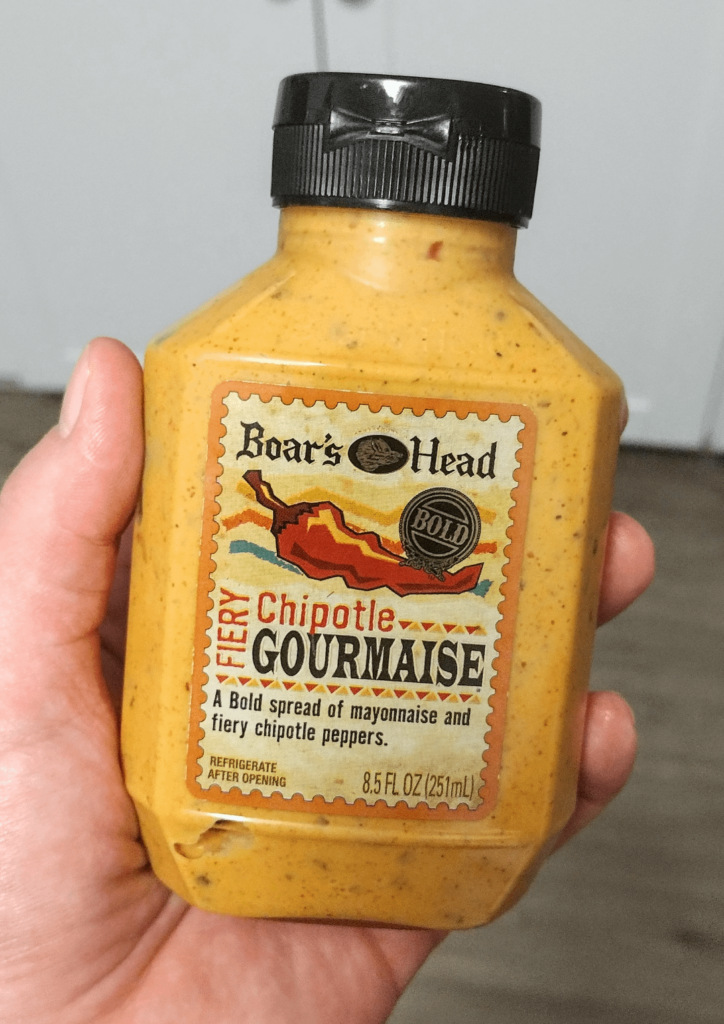 Boar's Head
BOLD
FIERY
Chipotle
GOURMAISE
A Bold spread of mayonnaise and
fiery chipotle peppers.
REFRIGERATE
AFTER OPENING
8.5 FL OZ (251mL)